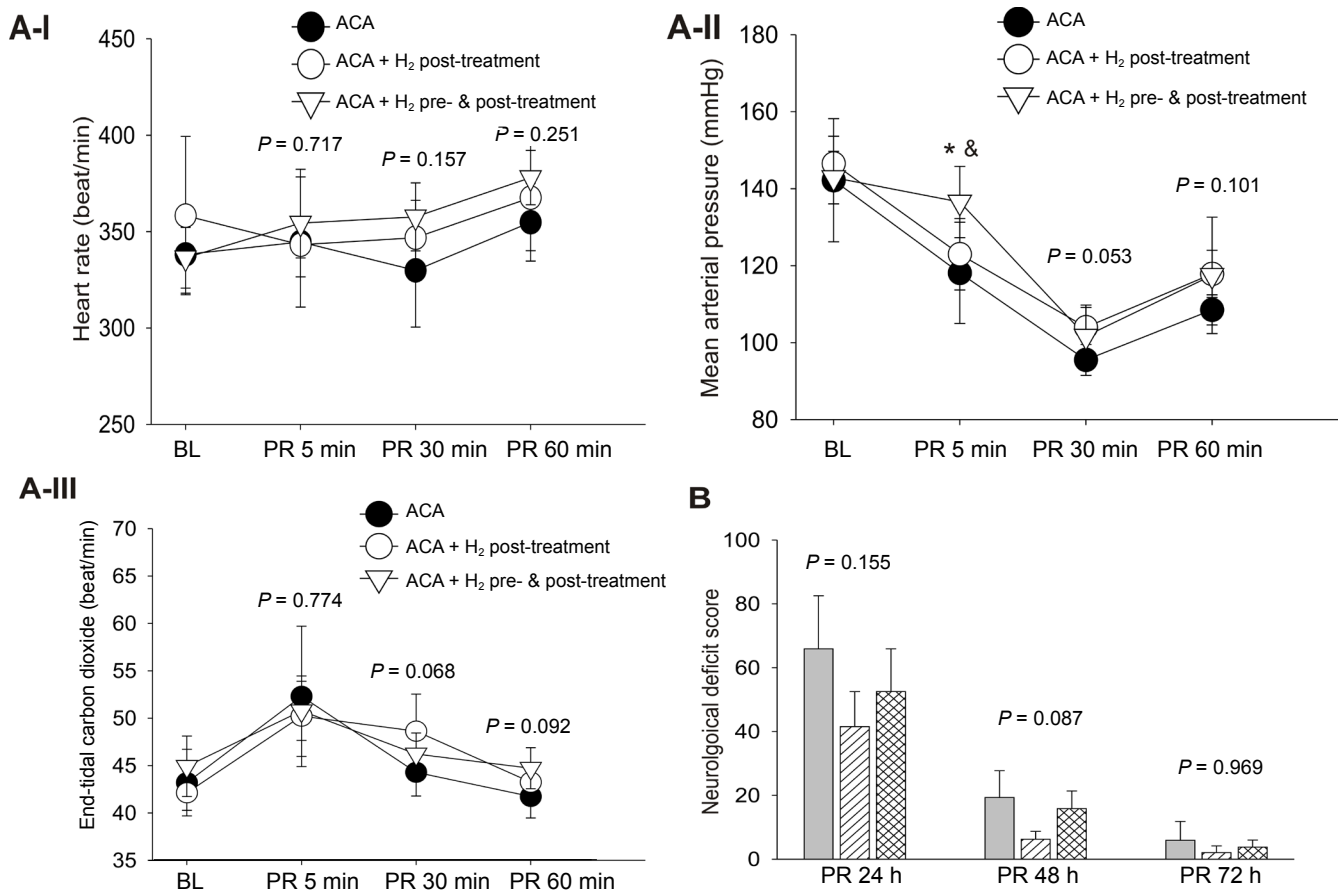 A-I
450
400
350
300
250
Heart rate (beat/min)
ACA
ACA + H₂ post-treatment
ACA + H₂ pre- & post-treatment
P = 0.717
P = 0.157
P = 0.251
BL
PR 5 min
PR 30 min
PR 60 min
A-II
180
160
140
120
100
80
Mean arterial pressure (mmHg)
ACA
ACA + H₂ post-treatment
ACA + H₂ pre- & post-treatment
* &
P = 0.053
P = 0.101
BL
PR 5 min
PR 30 min
PR 60 min
A-III
70
65
60
55
50
45
40
35
End-tidal carbon dioxide (beat/min)
ACA
ACA + H₂ post-treatment
ACA + H₂ pre- & post-treatment
P = 0.774
P = 0.068
P = 0.092
BL
PR 5 min
PR 30 min
PR 60 min
B
100
80
60
40
20
0
Neurolgoical deficit score
P = 0.155
P = 0.087
P = 0.969
PR 24 h
PR 48 h
PR 72 h